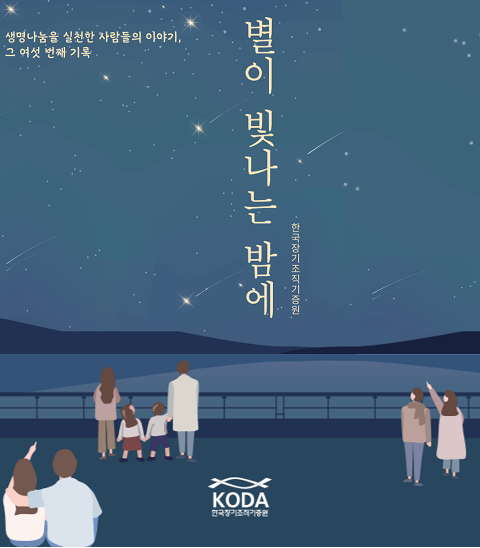 생명나눔을 실천한 자람들의 이야기,
그 여섯 번째 기록
별이 빛나는 밤에
한국장기조직기증원
KODA
한국장기조직기증원